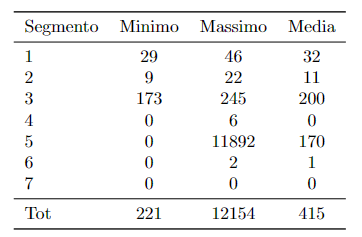 Segmento Minimo Massimo Media
1 29 46 32
2 9 22 11
3 173 245 200
4 0 6 0
5 0 11892 170
6 0 2 1
7 0 0 0
Tot 221 12154 415